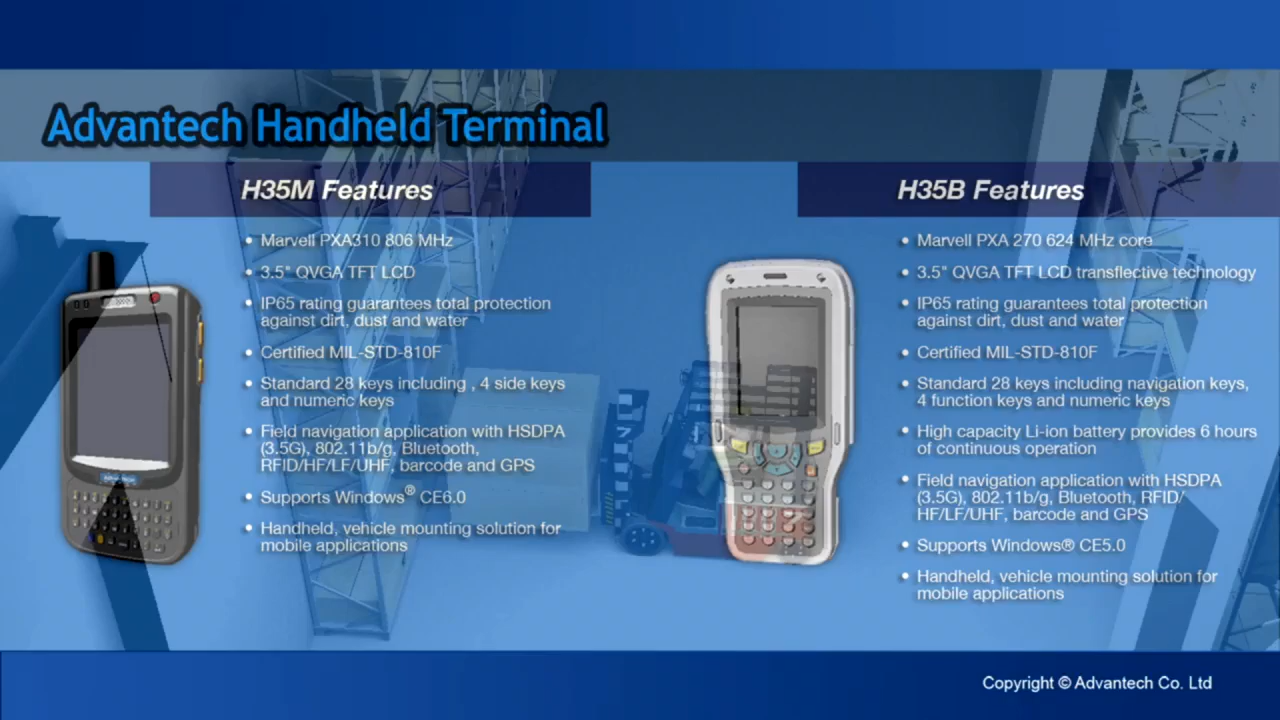 Advantech Handheld Terminal
H35M Features
• Marvell PXA310 806 MHz
• 3.5" QVGA TFT LCD
• IP65 rating guarantees total protection
against dirt, dust and water
• Certified MIL-STD-810F
• Standard 28 keys including , 4 side keys
and numeric keys
• Field navigation application with HSDPA
(3.5G), 802.11b/g, Bluetooth,
RFID/HF/LF/UHF, barcode and GPS
• Supports Windows® CE6.0
• Handheld, vehicle mounting solution for
mobile applications
H35B Features
• Marvell PXA 270 624 MHz core
• 3.5" QVGA TFT LCD transflective technology
• IP65 rating guarantees total protection
against dirt, dust and water
• Certified MIL-STD-810F
• Standard 28 keys including navigation keys,
4 function keys and numeric keys
• High capacity Li-ion battery provides 6 hours
of continuous operation
• Field navigation application with HSDPA
(3.5G), 802.11b/g, Bluetooth, RFID/
HF/LF/UHF, barcode and GPS
• Supports Windows® CE5.0
• Handheld, vehicle mounting solution for
mobile applications
Copyright © Advantech Co. Ltd